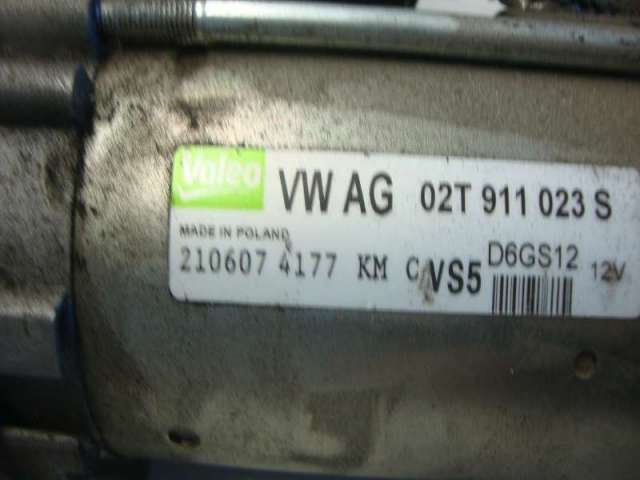 Valeo VW AG 02T 911 023 S
MADE IN POLAND
210607 4177 KM C VS5 D6GS12 12V